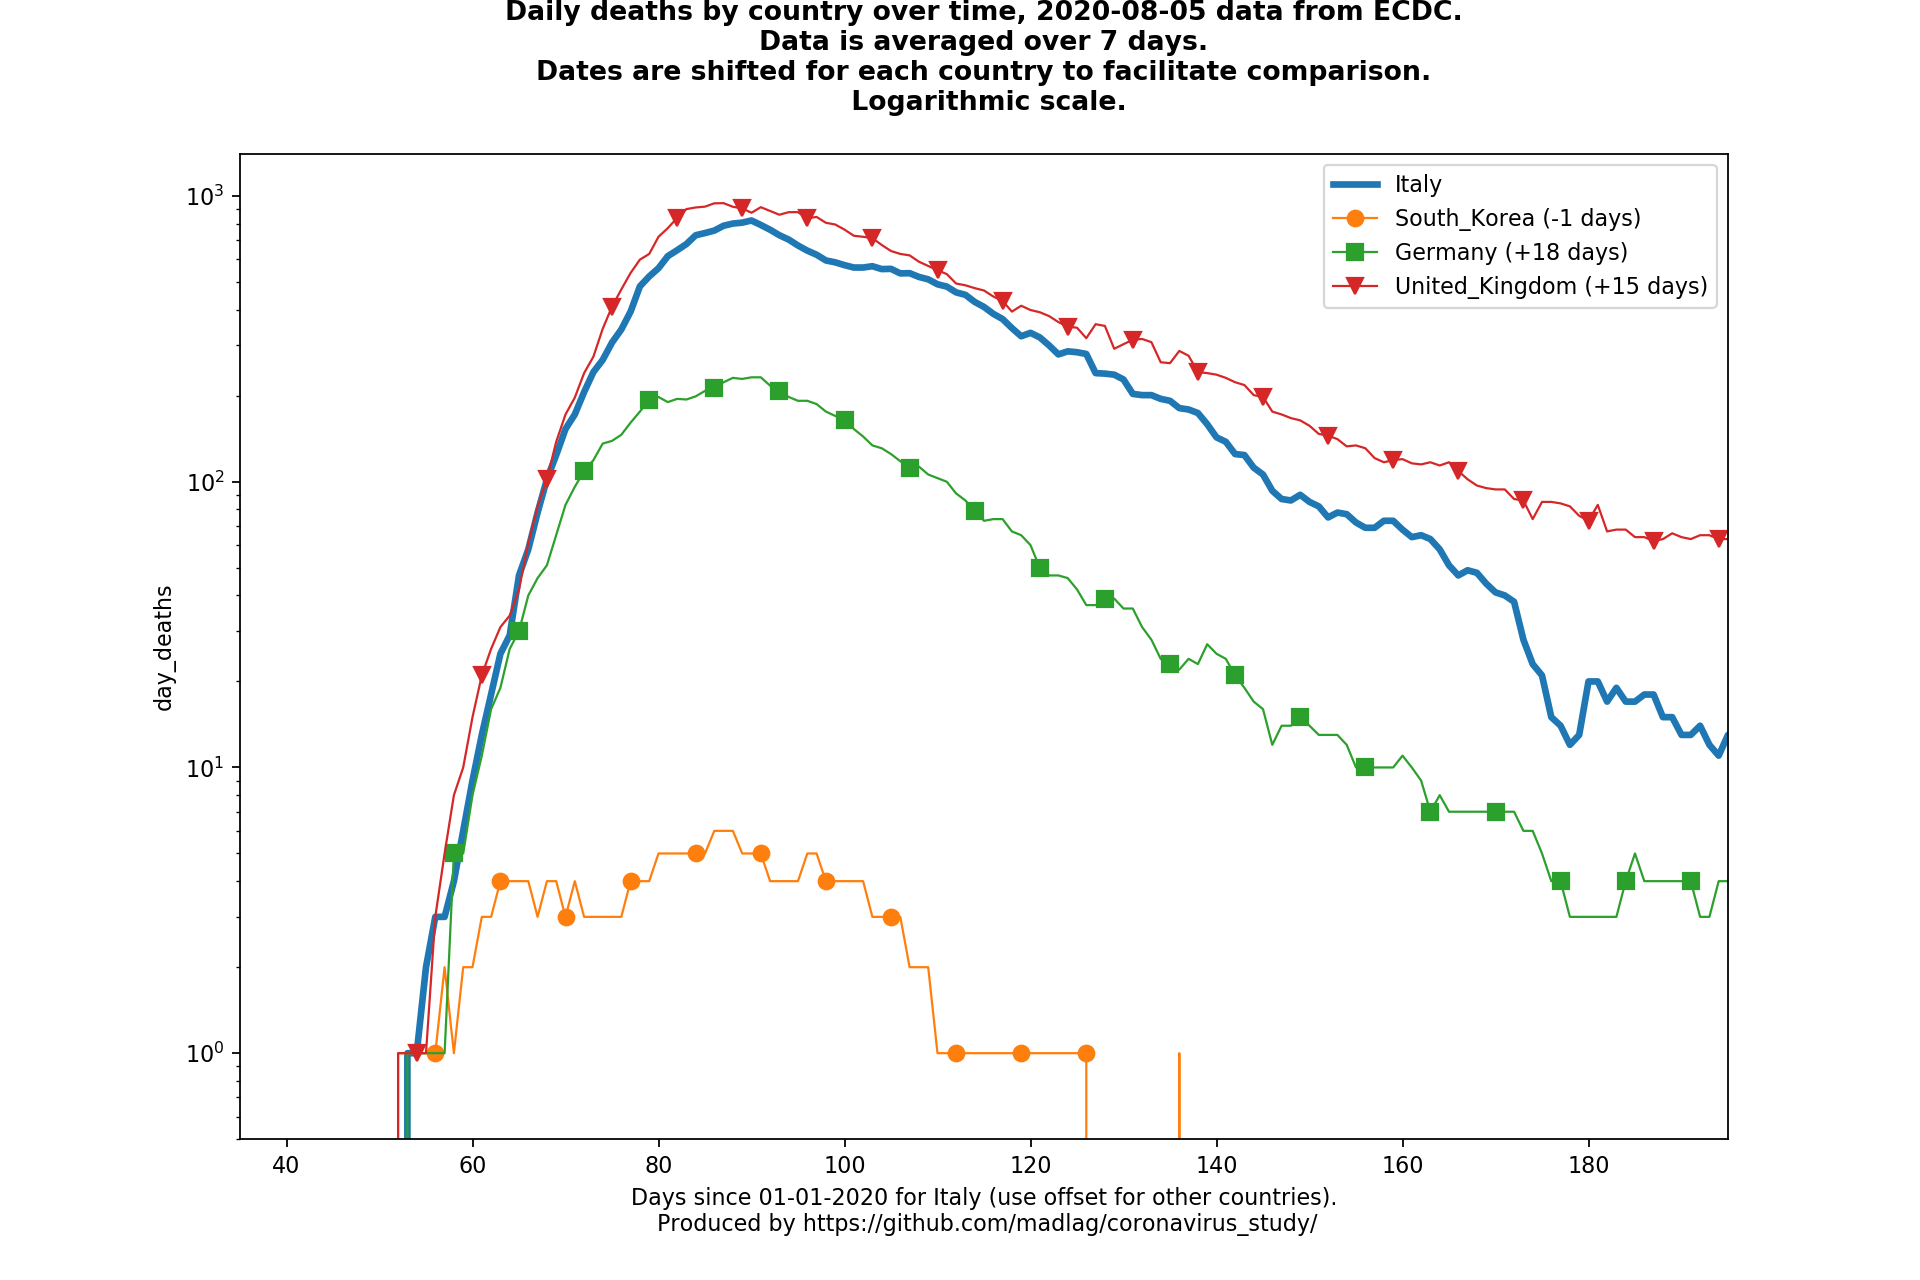 Daily deaths by country over time, 2020-08-05 data from ECDC.
Data is averaged over 7 days.
Dates are shifted for each country to facilitate comparison.
Logarithmic scale.
Italy
South_Korea (-1 days)
Germany (+18 days)
United_Kingdom (+15 days)
10³
10²
10¹
10⁰
day_deaths
40 60 80 100 120 140 160 180
Days since 01-01-2020 for Italy (use offset for other countries).
Produced by https://github.com/madlag/coronavirus_study/